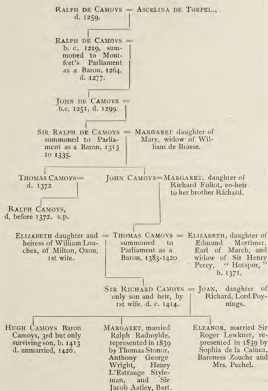 RALPH DE CAMOYS = ASCELINA DE TORPEL,
d. 1259,
RALPH DE CAMOYS =
b. c. 1219, sum-
moned to Mont-
fort's Parliament
as a Baron, 1264.
d. 1277.
JOHN DE CAMOYS =
b.c. 1251, d. 1299.
SIR RALPH DE CAMOYS = MARGARET daughter of
summoned to Parlia- Mary, widow of Wil-
ment as a Baron, 1313 liam de Brasse.
to 1335.
THOMAS CAMOYS= JOHN CAMOYS=MARGARET, daughter of
d. 1372 Richard Foliot, co-heir
to her brother Richard.
RALPH CAMOYS,
d. before 1372. s.p.
ELIZABETH daughter and = THOMAS CAMOYS = ELIZABETH, daughter of
heiress of William Lou- summoned to Edmund Mortimer,
ches, of Milton, Oxon, Parliament as a Earl of March, and
1st wife. Baron, 1383-1420 widow of Sir Henry
Percy, "Hotspur,"
b. 1371.
SIR RICHARD CAMOYS = JOAN, daughter of
only son and heir, by Richard, Lord Poy-
1st wife. d. c. 1414. nings.
HUGH CAMOYS Baron MARGARET, married ELEANOR, married Sir
Camoys, 3rd but only Ralph Radmylde, Roger Lewkner, re-
surviving son, b. 1413 represented in 1839 presented in 1839 by
d. unmarried, 1426. by Thomas Stonor, Sophia de la Cainea,
Anthony George Baroness Zouche and
Wright, Henry Mrs. Pechel.
L'Estrange Style-
man, and Sir
Jacob Astley, Bart.